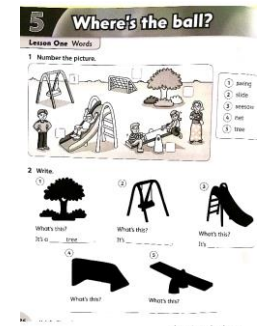 5 Where's the ball?
Lesson One Words
1 Number the picture.
1 swing
2 slide
3 seesaw
4 net
5 tree
2 Write.
1
2
3
What's this?
What's this?
What's this?
It's a tree .
It's
It's
4
5
What's this?
What's this?